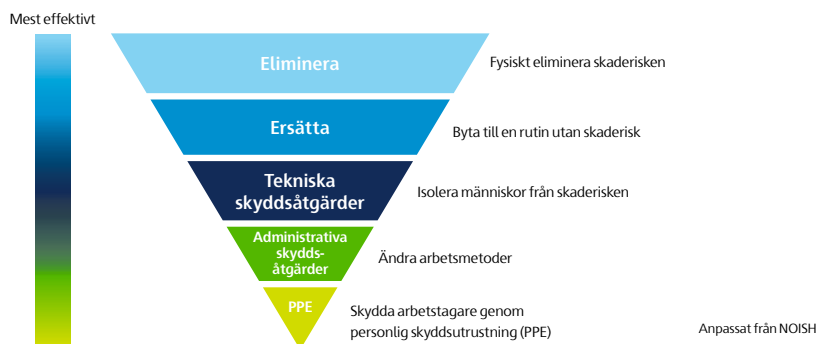 Mest effektivt
Eliminera
Fysiskt eliminera skaderisken
Ersätta
Byta till en rutin utan skaderisk
Tekniska
skyddsåtgärder
Isolera människor från skaderisken
Administrativa
skydds-
åtgärder
Ändra arbetsmetoder
PPE
Skydda arbetstagare genom
personlig skyddsutrustning (PPE)
Anpassat från NOISH